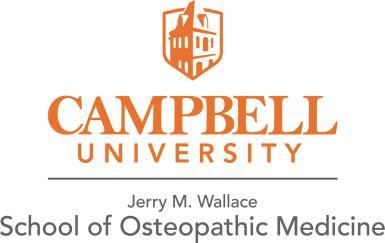 CAMPBELL
UNIVERSITY
Jerry M. Wallace
School of Osteopathic Medicine